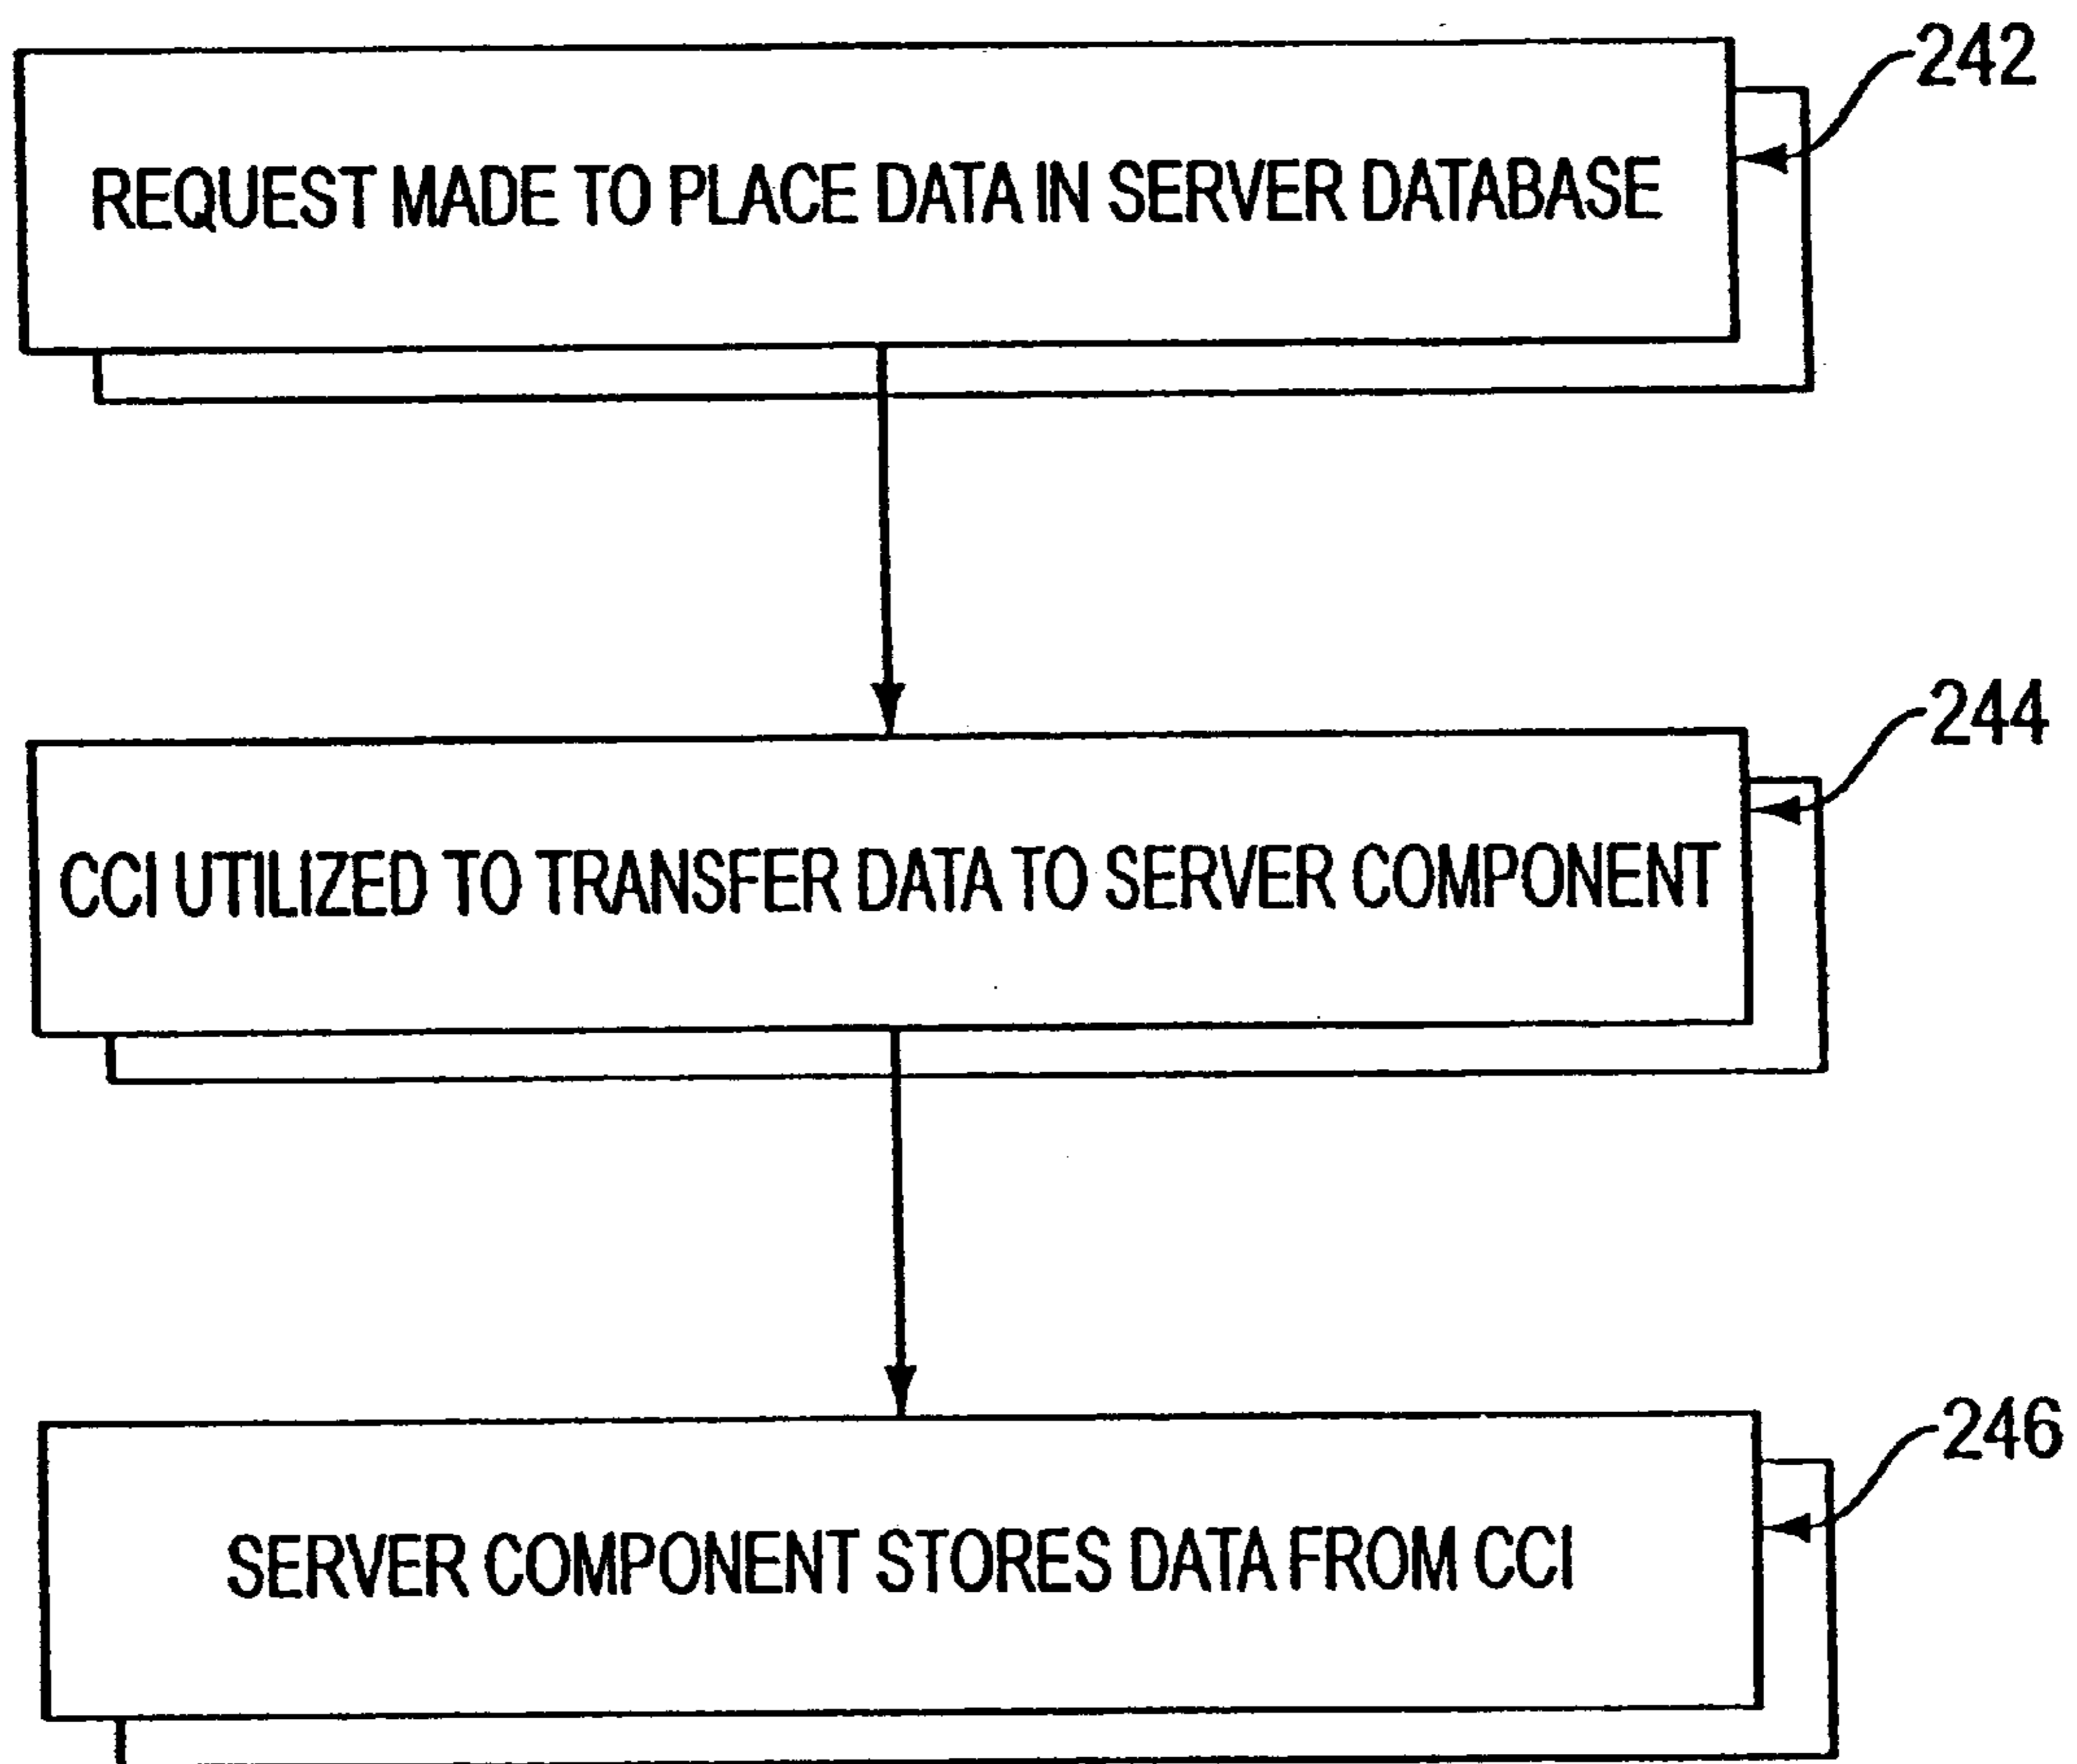 242
REQUEST MADE TO PLACE DATA IN SERVER DATABASE
244
CCI UTILIZED TO TRANSFER DATA TO SERVER COMPONENT
246
SERVER COMPONENT STORES DATA FROM CCI